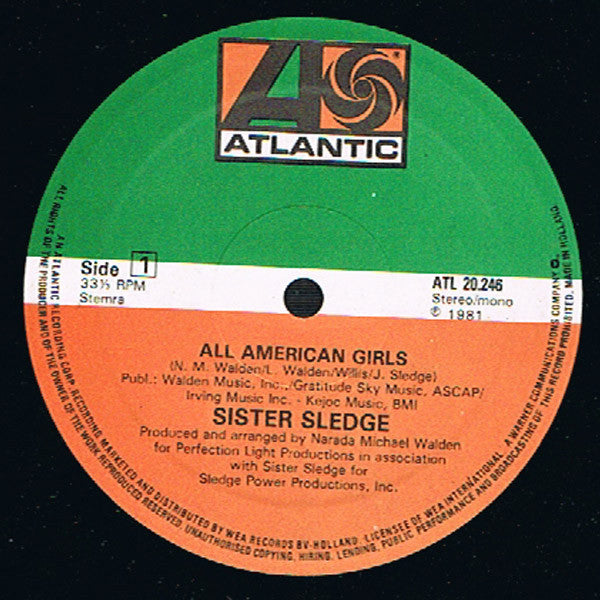 ATLANTIC
Side 1
33⅓ RPM
Stemra
ATL 20.246
Stereo/mono
℗ 1981
ALL AMERICAN GIRLS
(N. M. Walden/L. Walden/Willis/J. Sledge)
Publ.: Walden Music, Inc./Gratitude Sky Music, ASCAP/
Irving Music Inc. - Kejoc Music, BMI
SISTER SLEDGE
Produced and arranged by Narada Michael Walden
for Perfection Light Productions in association
with Sister Sledge for
Sledge Power Productions, Inc.
AN ATLANTIC RECORDING CORP. RECORDING, MARKETED AND DISTRIBUTED BY WEA RECORDS BV-HOLLAND. LICENSEE OF WEA INTERNATIONAL. A WARNER COMMUNICATIONS COMPANY
ALL RIGHTS OF THE PRODUCER AND OF THE OWNER OF THE WORK REPRODUCED RESERVED. UNAUTHORISED COPYING, HIRING, LENDING, PUBLIC PERFORMANCE AND BROADCASTING OF THIS RECORD PROHIBITED. MADE IN HOLLAND